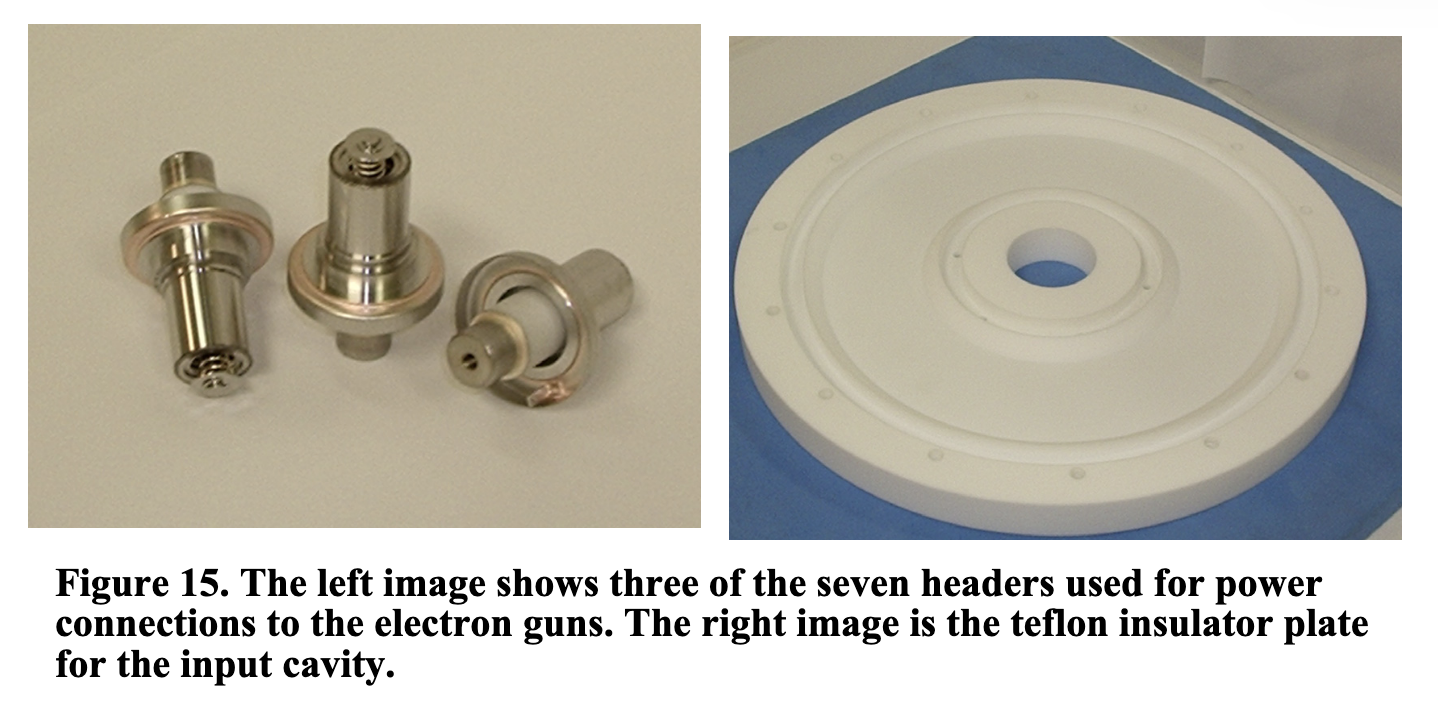 Figure 15. The left image shows three of the seven headers used for power
connections to the electron guns. The right image is the teflon insulator plate
for the input cavity.